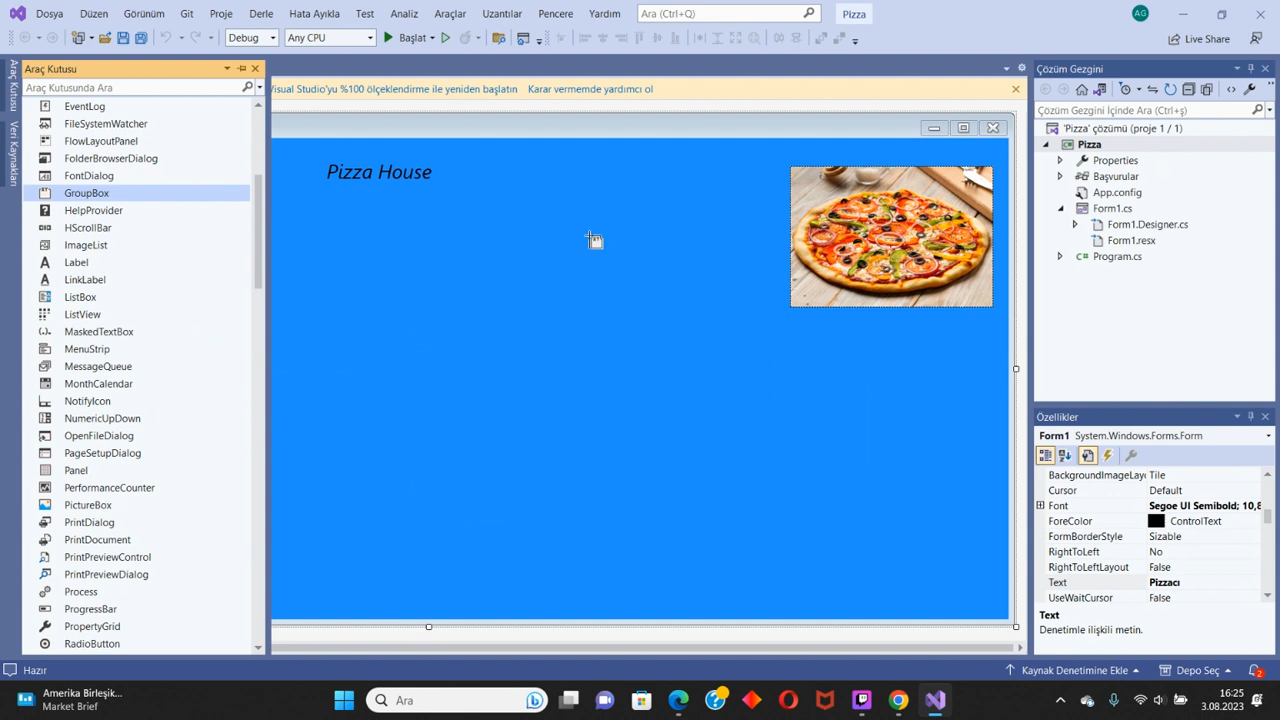 Dosya Düzen Görünüm Git Proje Derle Hata Ayıkla Test Analiz Araçlar Uzantılar Pencere Yardım Ara (Ctrl+Q) Pizza AG
Debug Any CPU Başlat Live Share
Araç Kutusu
Veri Kaynakları
Araç Kutusu
Araç Kutusunda Ara
EventLog
FileSystemWatcher
FlowLayoutPanel
FolderBrowserDialog
FontDialog
GroupBox
HelpProvider
HScrollBar
ImageList
Label
LinkLabel
ListBox
ListView
MaskedTextBox
MenuStrip
MessageQueue
MonthCalendar
NotifyIcon
NumericUpDown
OpenFileDialog
PageSetupDialog
Panel
PerformanceCounter
PictureBox
PrintDialog
PrintDocument
PrintPreviewControl
PrintPreviewDialog
Process
ProgressBar
PropertyGrid
RadioButton
Visual Studio'yu %100 ölçeklendirme ile yeniden başlatın Karar vermemde yardımcı ol
Pizza House
Çözüm Gezgini
Çözüm Gezgini İçinde Ara (Ctrl+ş)
'Pizza' çözümü (proje 1 / 1)
Pizza
Properties
Başvurular
App.config
Form1.cs
Form1.Designer.cs
Form1.resx
Program.cs
Özellikler
Form1 System.Windows.Forms.Form
BackgroundImageLayo Tile
Cursor Default
Font Segoe UI Semibold; 10,8
ForeColor ControlText
FormBorderStyle Sizable
RightToLeft No
RightToLeftLayout False
Text Pizzacı
UseWaitCursor False
Text
Denetimle ilişkili metin.
Hazır Kaynak Denetimine Ekle Depo Seç 2
Amerika Birleşik...
Market Brief
Ara
16:25
3.08.2023